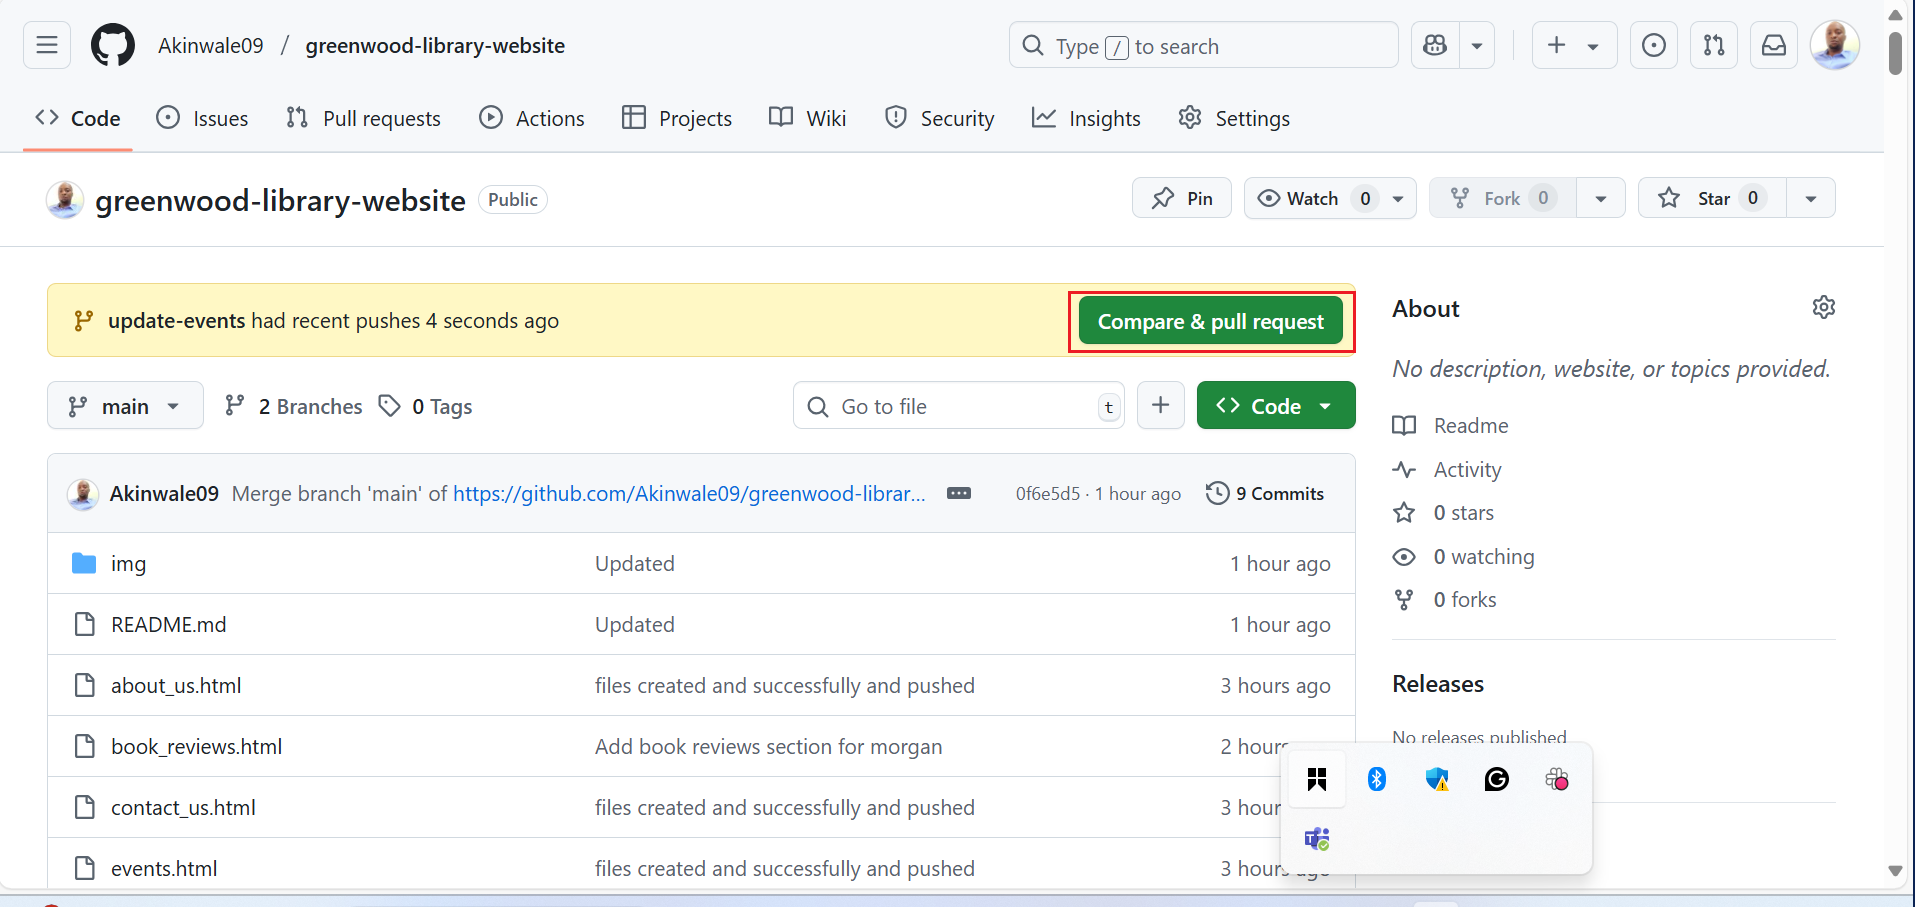 Akinwale09 / greenwood-library-website
Type / to search
Code Issues Pull requests Actions Projects Wiki Security Insights Settings
greenwood-library-website Public
Pin Watch 0 Fork 0 Star 0
update-events had recent pushes 4 seconds ago
Compare & pull request
main 2 Branches 0 Tags
Go to file t
Code
Akinwale09 Merge branch 'main' of https://github.com/Akinwale09/greenwood-librar... 0f6e5d5 · 1 hour ago 9 Commits
img Updated 1 hour ago
README.md Updated 1 hour ago
about_us.html files created and successfully and pushed 3 hours ago
book_reviews.html Add book reviews section for morgan 2 hours
contact_us.html files created and successfully and pushed 3 hour
events.html files created and successfully and pushed 3 hours ago
About
No description, website, or topics provided.
Readme
Activity
0 stars
0 watching
0 forks
Releases
No releases published